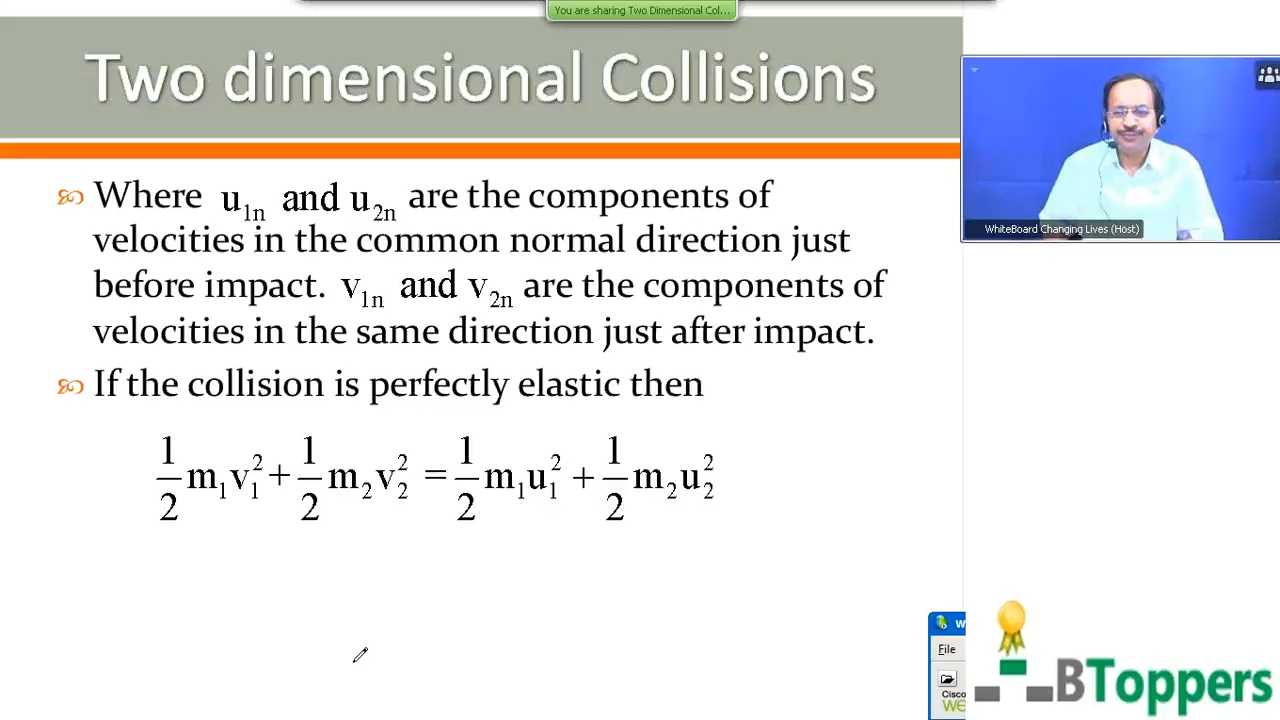 You are sharing Two Dimensional Col...
Two dimensional Collisions
Where u₁ₙ and u₂ₙ are the components of
velocities in the common normal direction just
before impact. v₁ₙ and v₂ₙ are the components of
velocities in the same direction just after impact.
If the collision is perfectly elastic then
1/2 m₁v₁² + 1/2 m₂v₂² = 1/2 m₁u₁² + 1/2 m₂u₂²
WhiteBoard Changing Lives (Host)
W
File
Cisco
WE
BToppers